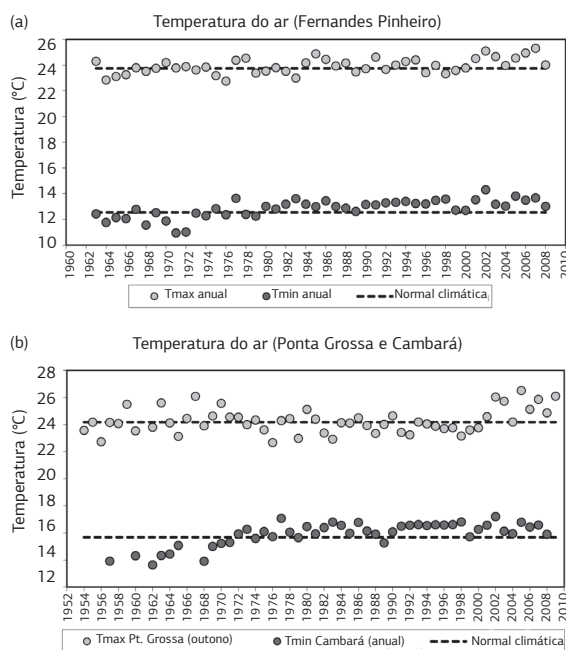 (a) Temperatura do ar (Fernandes Pinheiro)
Temperatura (°C)
26
24
22
20
18
16
14
12
10
1960 1962 1964 1966 1968 1970 1972 1974 1976 1978 1980 1982 1984 1986 1988 1990 1992 1994 1996 1998 2000 2002 2004 2006 2008 2010
Tmax anual Tmin anual Normal climática
(b) Temperatura do ar (Ponta Grossa e Cambará)
Temperatura (°C)
28
26
24
22
20
18
16
14
12
1952 1954 1956 1958 1960 1962 1964 1966 1968 1970 1972 1974 1976 1978 1980 1982 1984 1986 1988 1990 1992 1994 1996 1998 2000 2002 2004 2006 2008 2010
Tmax Pt. Grossa (outono) Tmin Cambará (anual) Normal climática